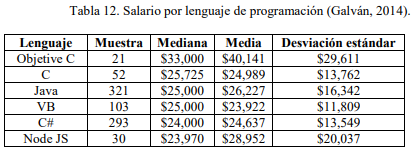 Tabla 12. Salario por lenguaje de programación (Galván, 2014).
Lenguaje Muestra Mediana Media Desviación estándar
Objetive C 21 $33,000 $40,141 $29,611
C 52 $25,725 $24,989 $13,762
Java 321 $25,000 $26,227 $16,342
VB 103 $25,000 $23,922 $11,809
C# 293 $24,000 $24,637 $13,549
Node JS 30 $23,970 $28,952 $20,037